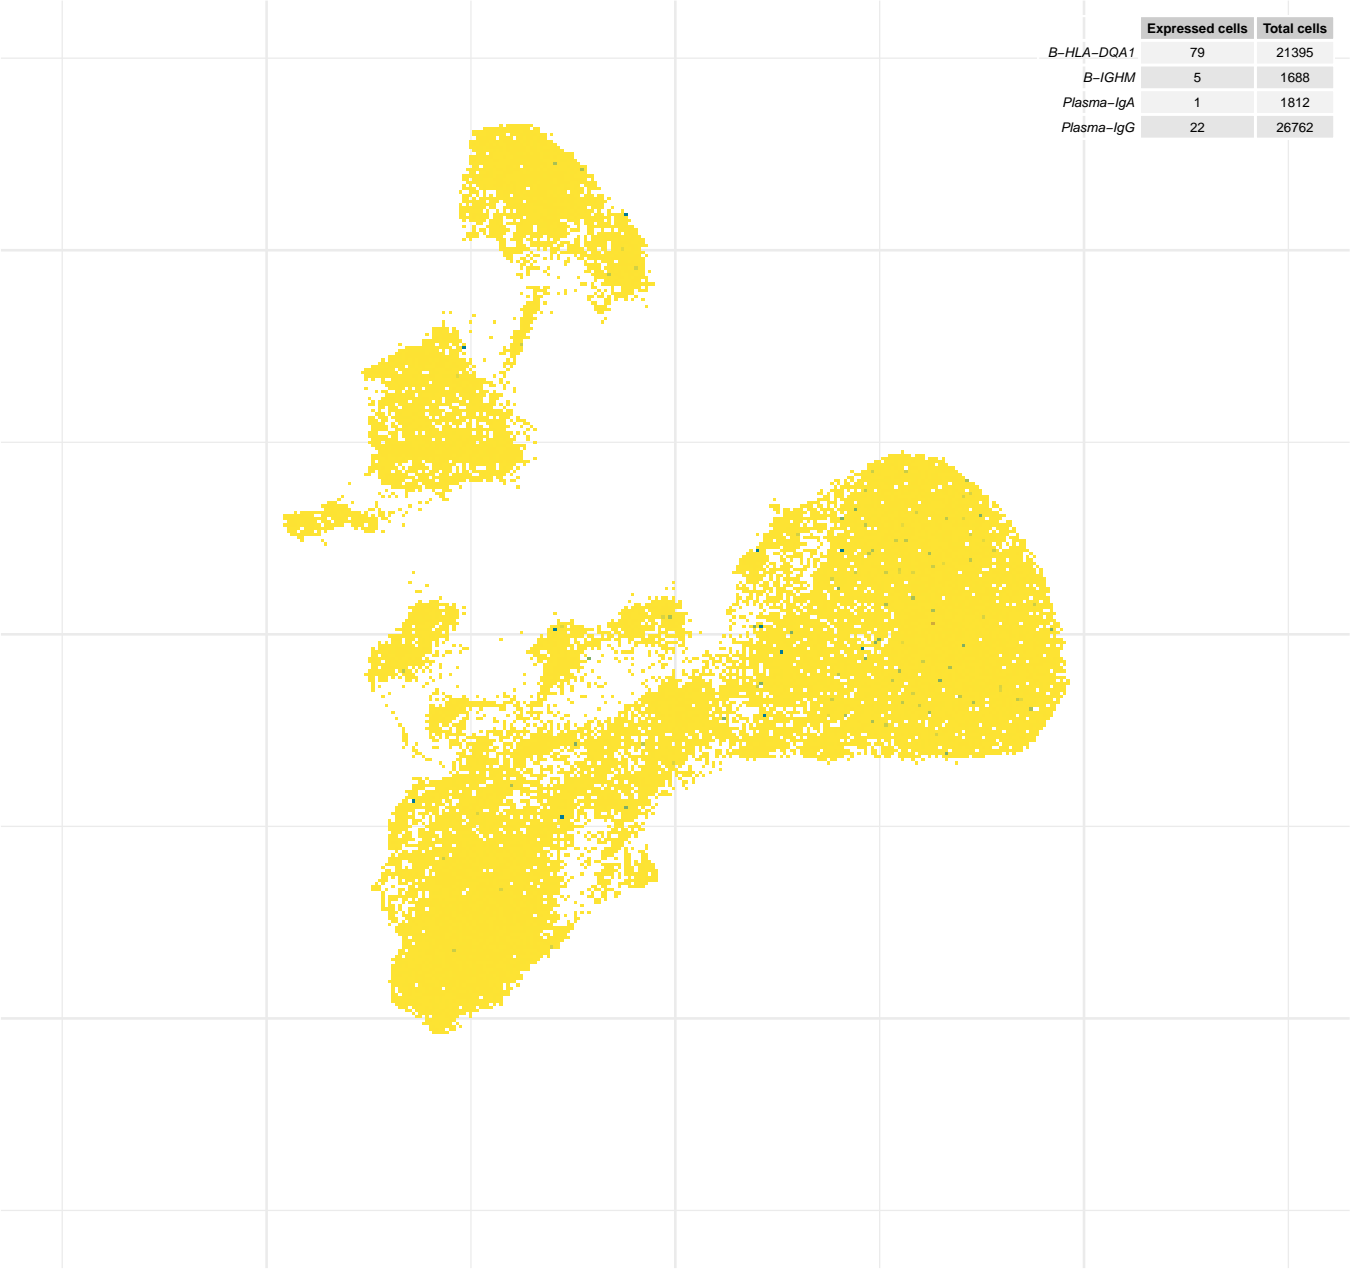 Expressed cells Total cells
B−HLA−DQA1 79 21395
B−IGHM 5 1688
Plasma−IgA 1 1812
Plasma−IgG 22 26762